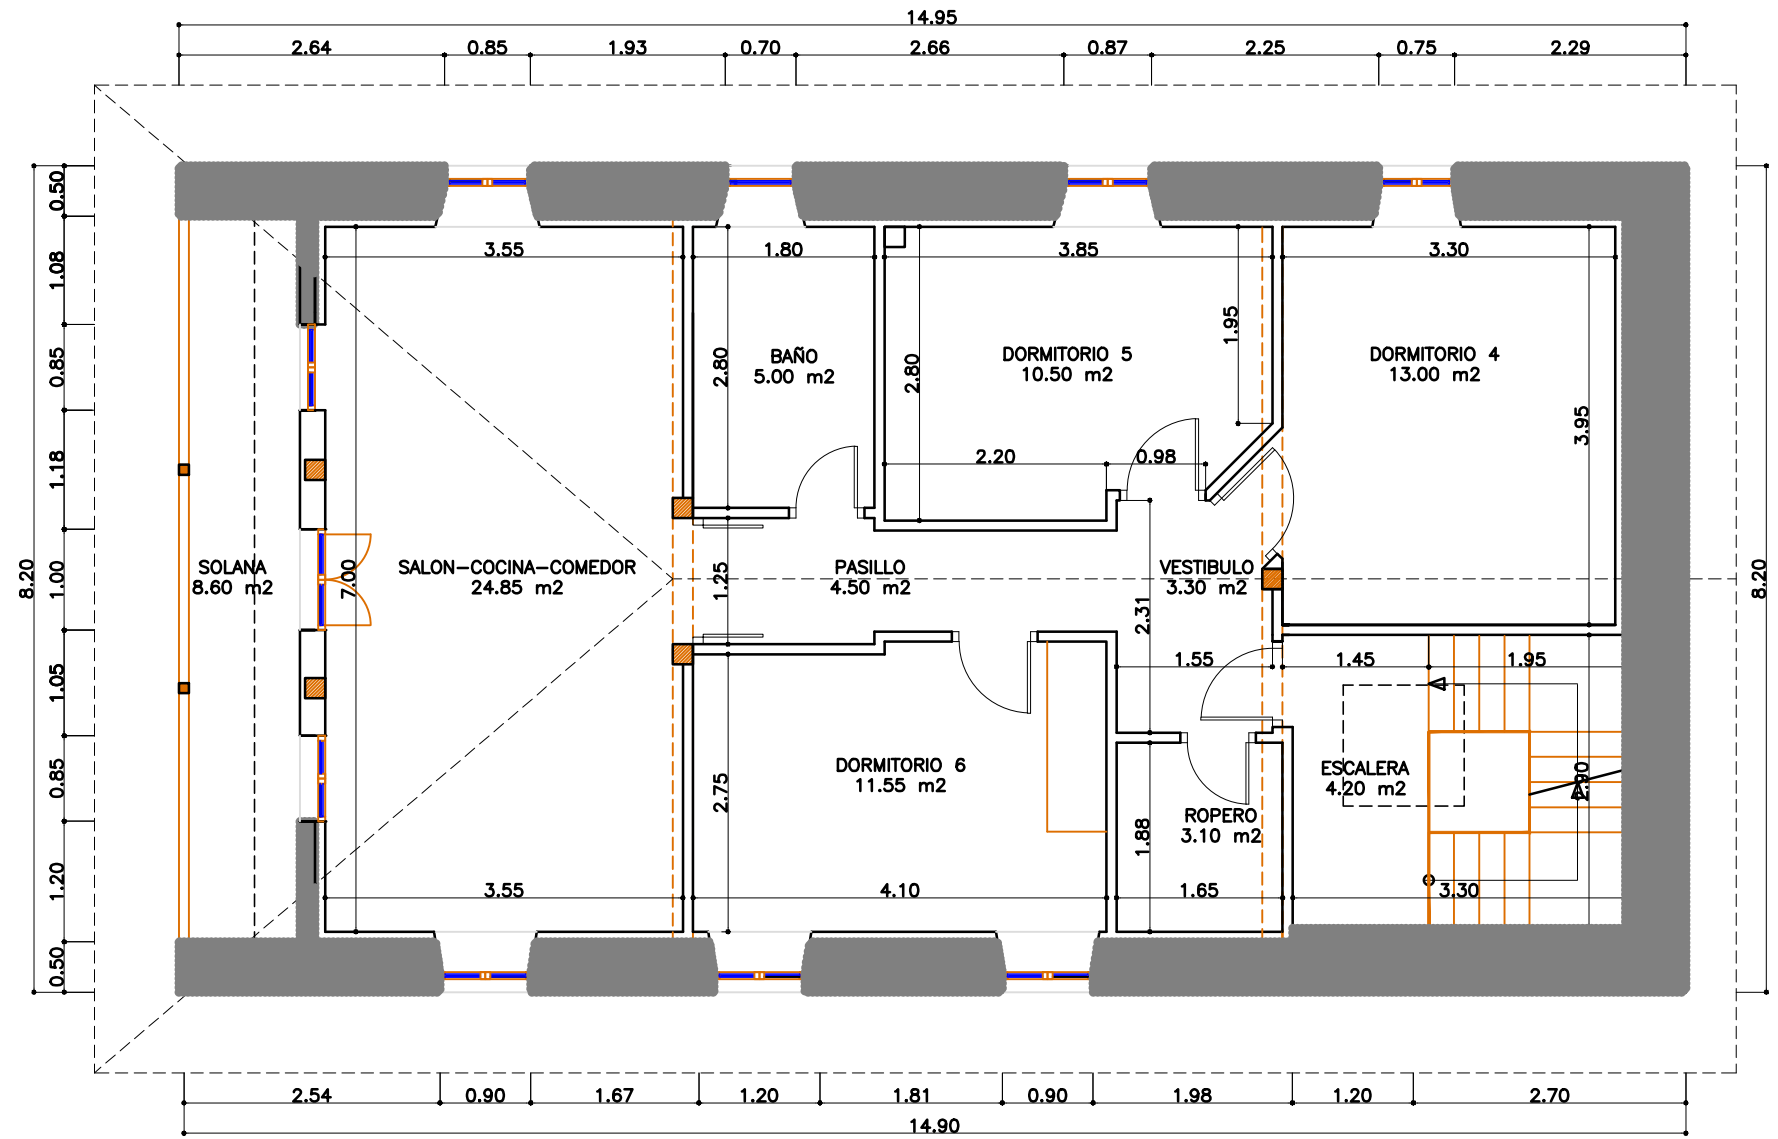 14.95
2.64 0.85 1.93 0.70 2.66 0.87 2.25 0.75 2.29
0.50
1.08
0.85
1.18
1.00
1.05
0.85
1.20
0.50
8.20
8.20
3.55 1.80 3.85 3.30
1.95
2.80
2.80
BAÑO
5.00 m2
DORMITORIO 5
10.50 m2
DORMITORIO 4
13.00 m2
3.95
2.20 0.98
SOLANA
8.60 m2
7.00
SALON-COCINA-COMEDOR
24.85 m2
1.25
PASILLO
4.50 m2
VESTIBULO
3.30 m2
2.31
1.55 1.45 1.95
DORMITORIO 6
11.55 m2
2.75
ESCALERA
4.20 m2
2.90
ROPERO
3.10 m2
1.88
3.55 4.10 1.65 3.30
2.54 0.90 1.67 1.20 1.81 0.90 1.98 1.20 2.70
14.90